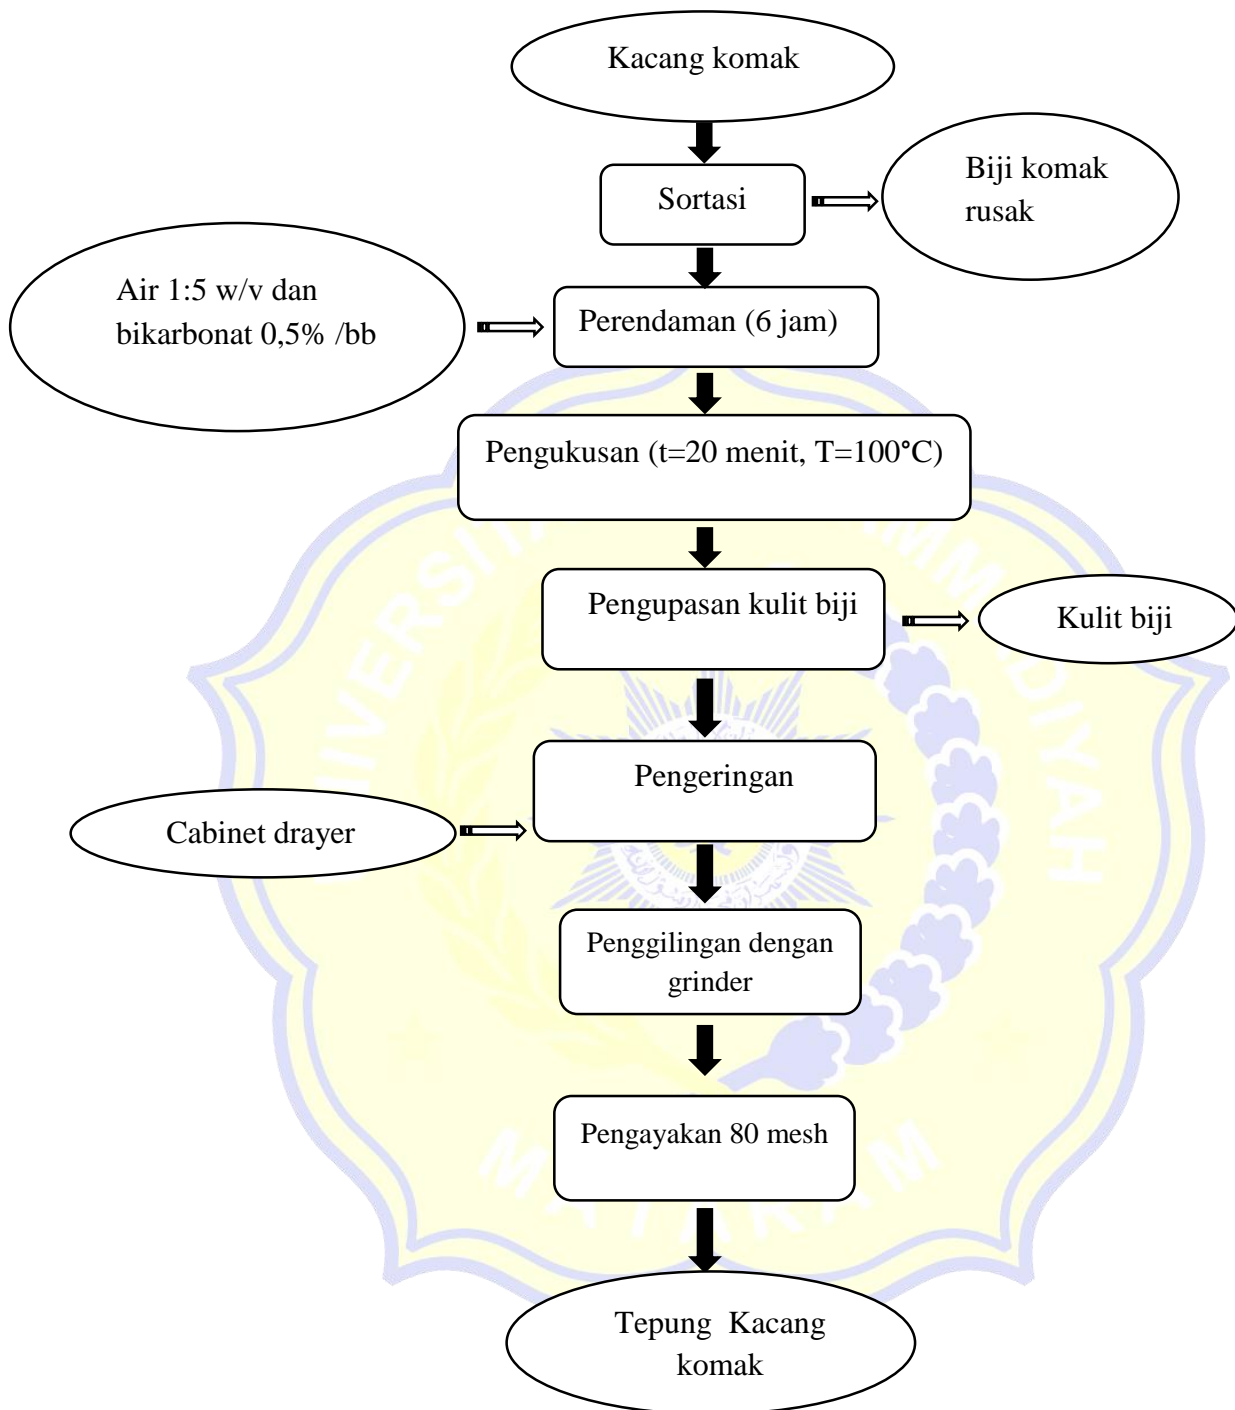 Kacang komak
Sortasi
Biji komak
rusak
Air 1:5 w/v dan
bikarbonat 0,5% /bb
Perendaman (6 jam)
Pengukusan (t=20 menit, T=100°C)
Pengupasan kulit biji
Kulit biji
Pengeringan
Cabinet drayer
Penggilingan dengan
grinder
Pengayakan 80 mesh
MATARAM
Tepung Kacang
komak